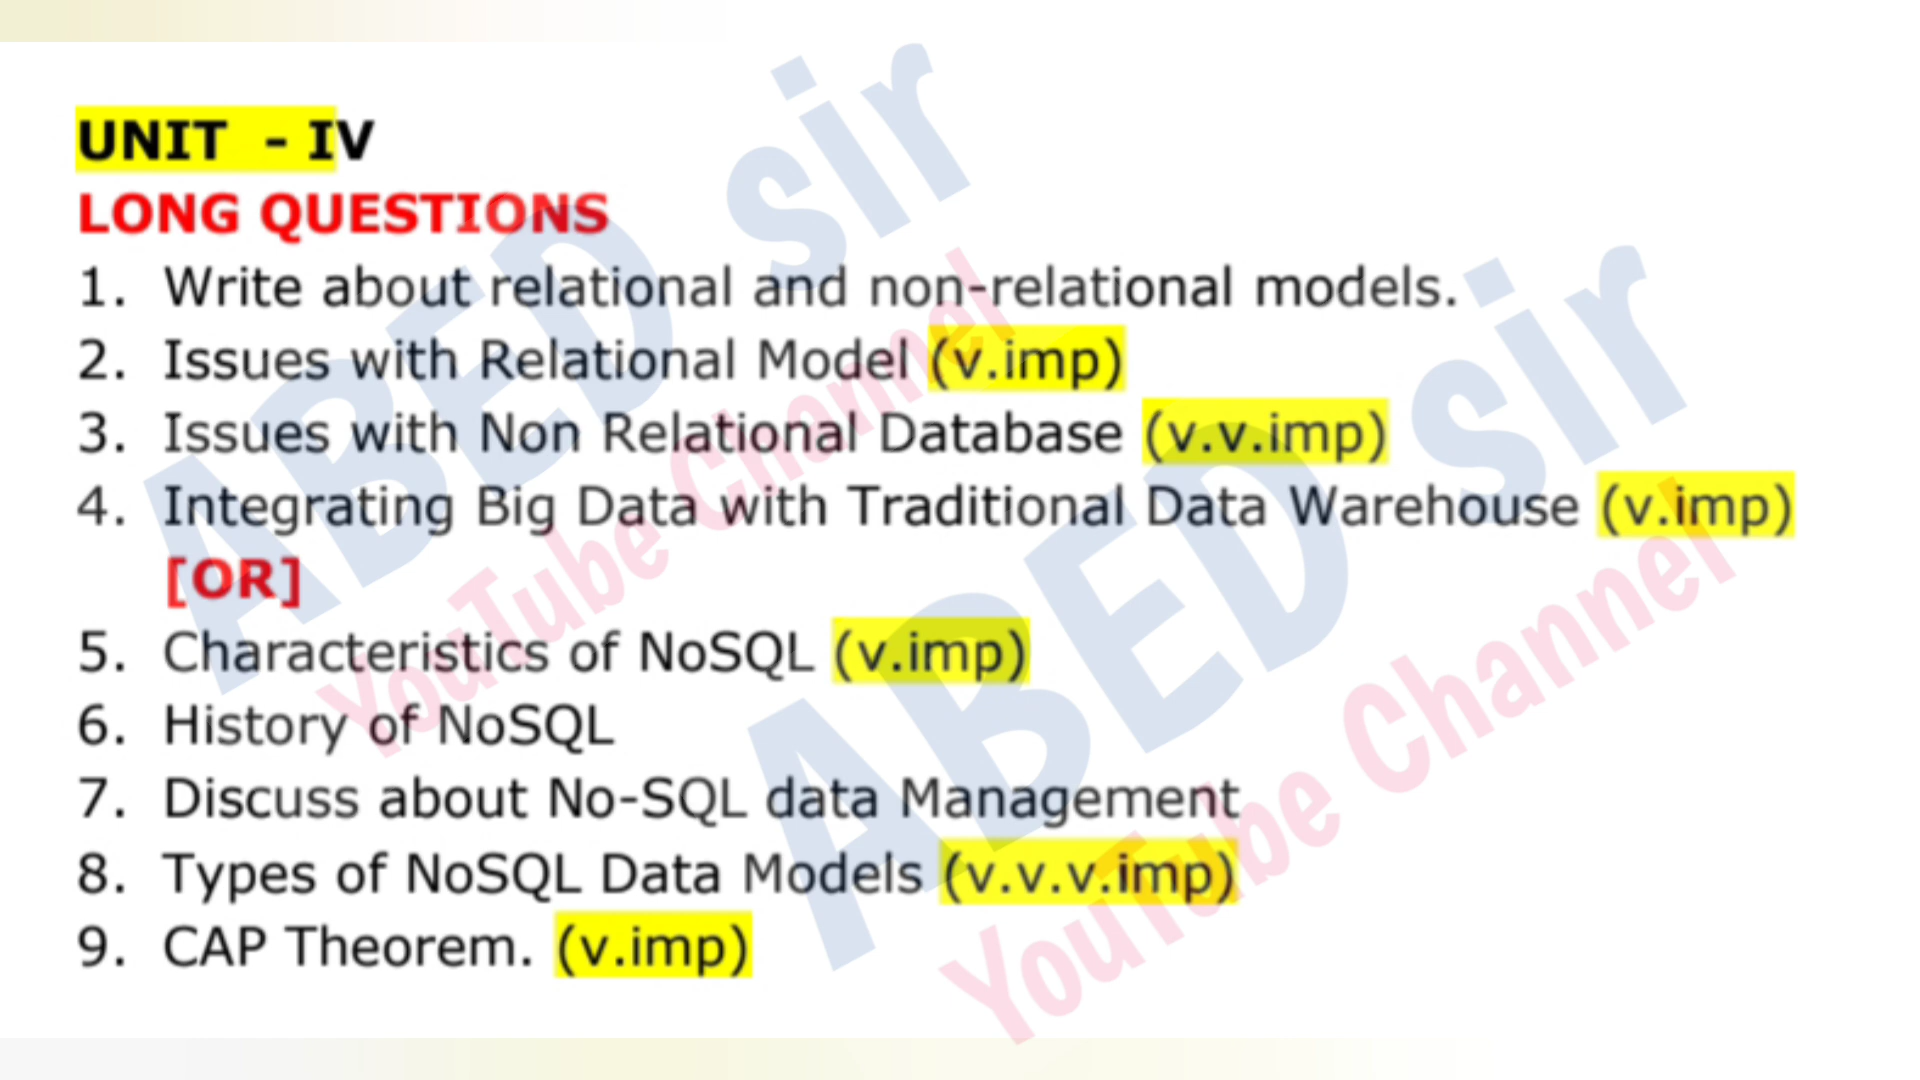 UNIT - IV
LONG QUESTIONS
1. Write about relational and non-relational models.
2. Issues with Relational Model (v.imp)
3. Issues with Non Relational Database (v.v.imp)
4. Integrating Big Data with Traditional Data Warehouse (v.imp)
[OR]
5. Characteristics of NoSQL (v.imp)
6. History of NoSQL
7. Discuss about No-SQL data Management
8. Types of NoSQL Data Models (v.v.v.imp)
9. CAP Theorem. (v.imp)
ABED sir
YouTube Channel
ABED sir
YouTube Channel